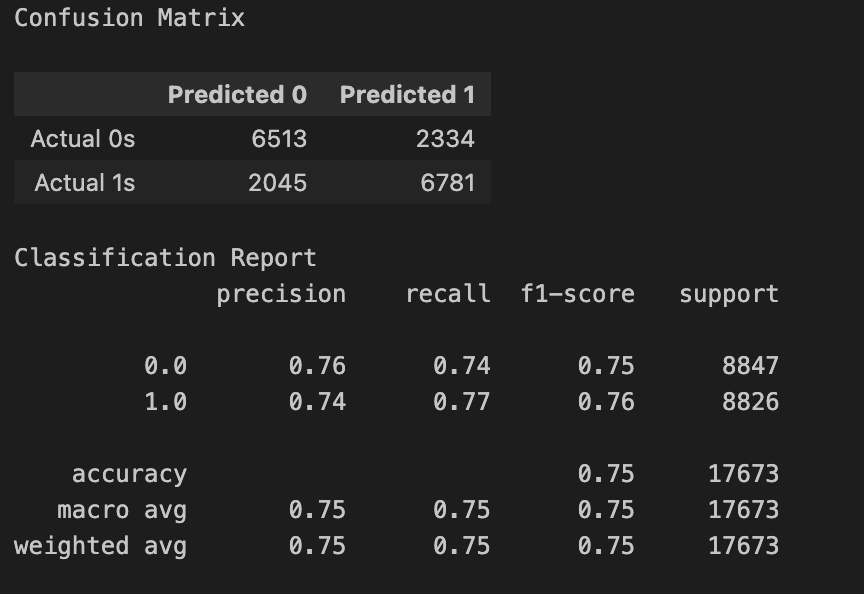 Confusion Matrix
Predicted 0 Predicted 1
Actual 0s 6513 2334
Actual 1s 2045 6781
Classification Report
precision recall f1-score support
0.0 0.76 0.74 0.75 8847
1.0 0.74 0.77 0.76 8826
accuracy 0.75 17673
macro avg 0.75 0.75 0.75 17673
weighted avg 0.75 0.75 0.75 17673